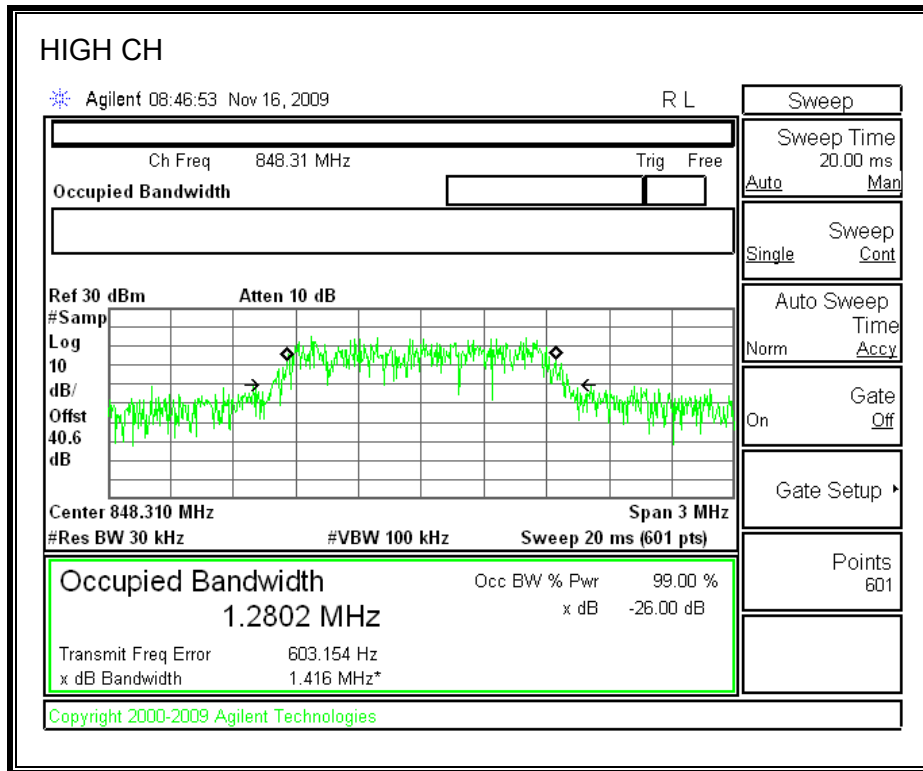 HIGH CH
Agilent 08:46:53 Nov 16, 2009 R L
Sweep
Ch Freq 848.31 MHz Trig Free
Occupied Bandwidth
Sweep Time
20.00 ms
Auto Man
Sweep
Single Cont
Ref 30 dBm Atten 10 dB
#Samp
Log
10
dB/
Offst
40.6
dB
Auto Sweep
Time
Norm Accy
Gate
On Off
Center 848.310 MHz Span 3 MHz
#Res BW 30 kHz #VBW 100 kHz Sweep 20 ms (601 pts)
Gate Setup
Occupied Bandwidth Occ BW % Pwr 99.00 %
1.2802 MHz x dB -26.00 dB
Transmit Freq Error 603.154 Hz
x dB Bandwidth 1.416 MHz*
Points
601
Copyright 2000-2009 Agilent Technologies